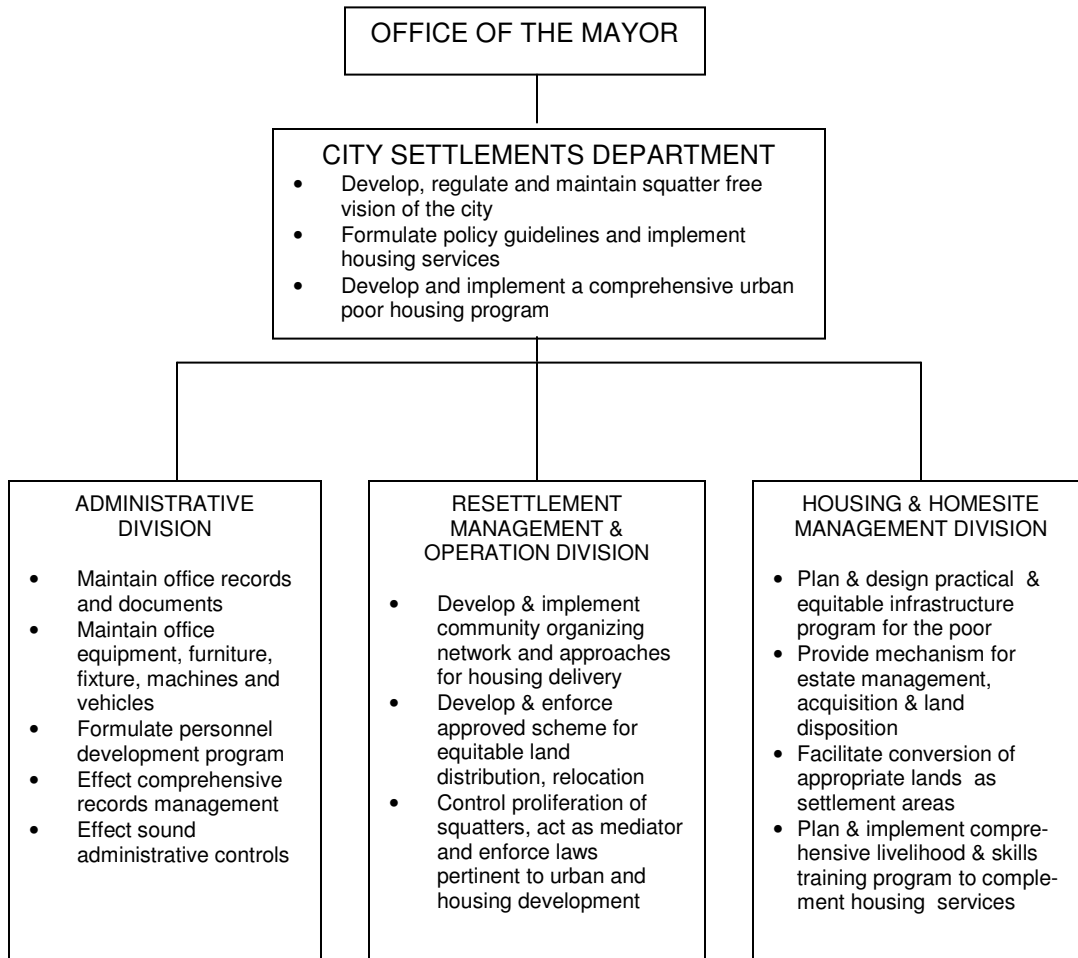 OFFICE OF THE MAYOR
CITY SETTLEMENTS DEPARTMENT
• Develop, regulate and maintain squatter free
vision of the city
• Formulate policy guidelines and implement
housing services
• Develop and implement a comprehensive urban
poor housing program
ADMINISTRATIVE
DIVISION
• Maintain office records
and documents
• Maintain office
equipment, furniture,
fixture, machines and
vehicles
• Formulate personnel
development program
• Effect comprehensive
records management
• Effect sound
administrative controls
RESETTLEMENT
MANAGEMENT &
OPERATION DIVISION
• Develop & implement
community organizing
network and approaches
for housing delivery
• Develop & enforce
approved scheme for
equitable land
distribution, relocation
• Control proliferation of
squatters, act as mediator
and enforce laws
pertinent to urban and
housing development
HOUSING & HOMESITE
MANAGEMENT DIVISION
• Plan & design practical &
equitable infrastructure
program for the poor
• Provide mechanism for
estate management,
acquisition & land
disposition
• Facilitate conversion of
appropriate lands as
settlement areas
• Plan & implement compre-
hensive livelihood & skills
training program to comple-
ment housing services